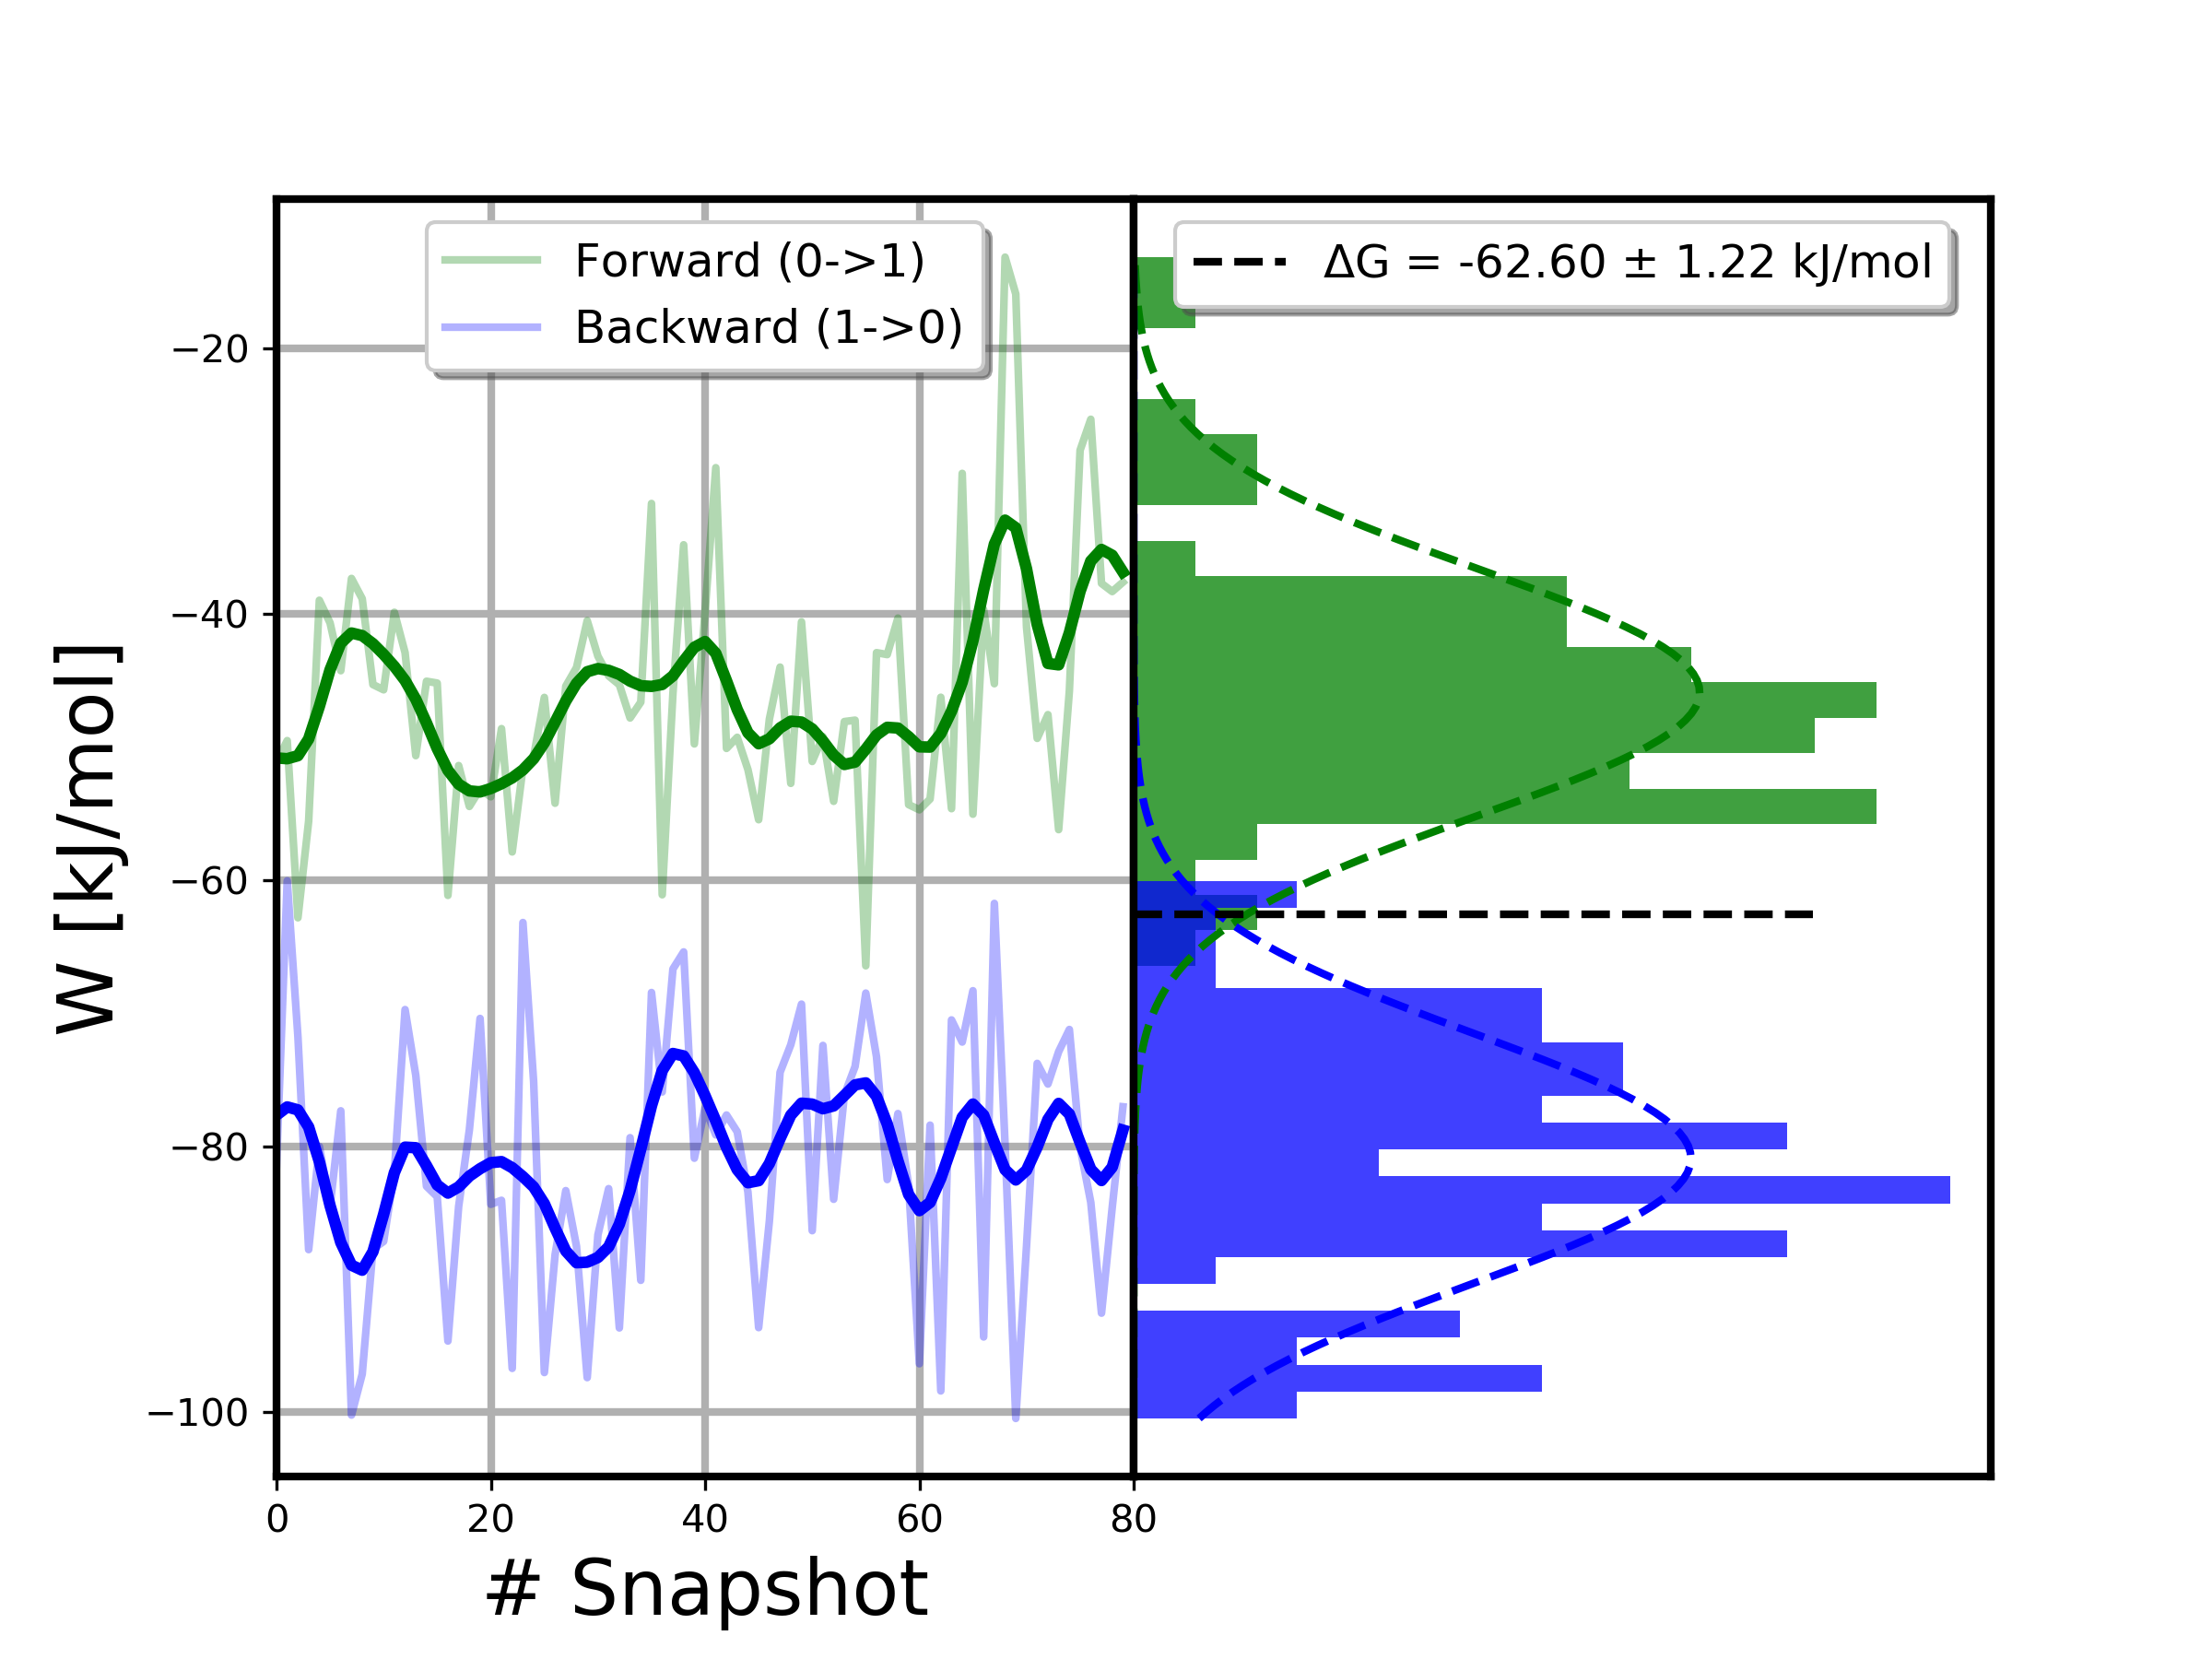 Forward (0->1)
Backward (1->0)
ΔG = -62.60 ± 1.22 kJ/mol
W [kJ/mol]
−20
−40
−60
−80
−100
0 20 40 60 80
# Snapshot